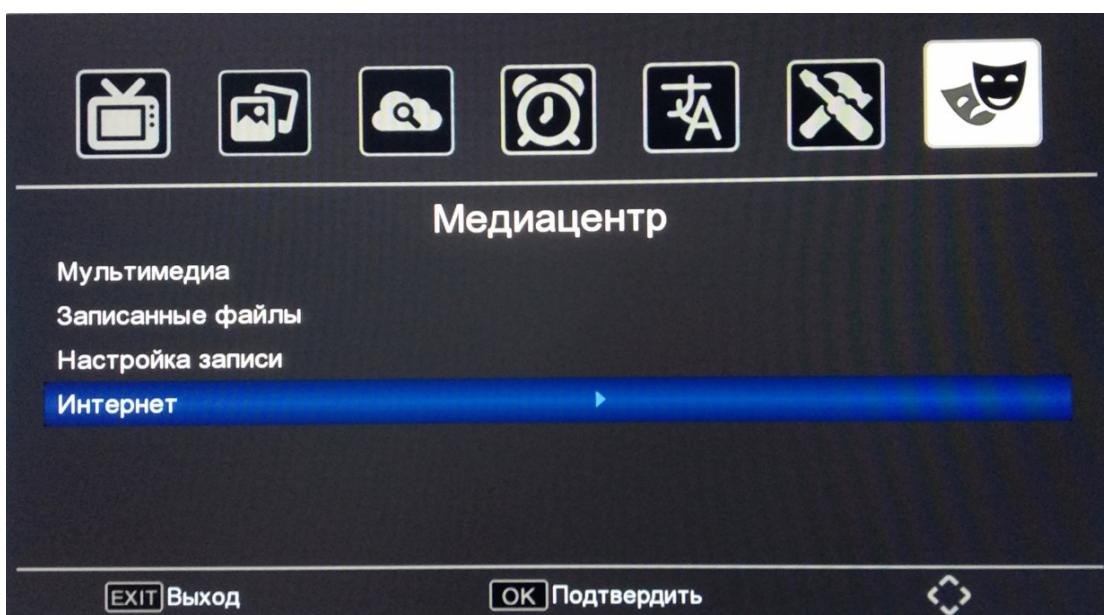 Медиацентр
Мультимедиа
Записанные файлы
Настройка записи
Интернет
EXIT Выход
OK Подтвердить